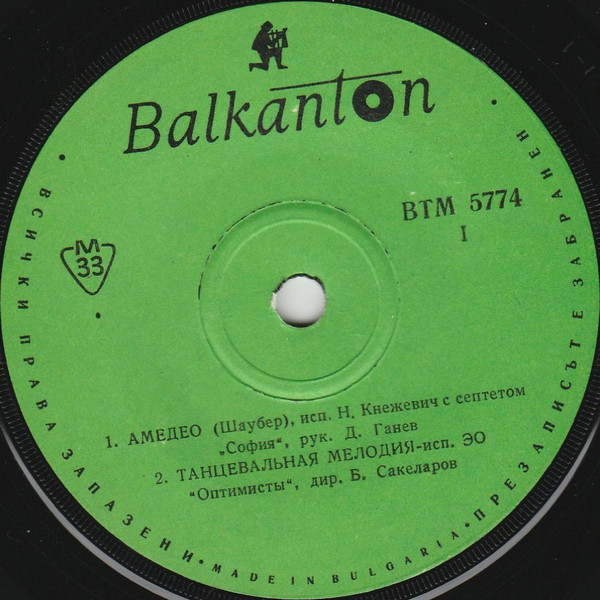 Balkanton
ВТМ 5774
I
М
33
1. АМЕДЕО (Шаубер), исп. Н. Кнежевич с септетом
„София“, рук. Д. Ганев
2. ТАНЦЕВАЛЬНАЯ МЕЛОДИЯ-исп. ЭО
"Оптимисты", дир. Б. Сакеларов
• ВСИЧКИ ПРАВА ЗАПАЗЕНИ • MADE IN BULGARIA • ПРЕЗАПИСЪТ Е ЗАБРАНЕН •